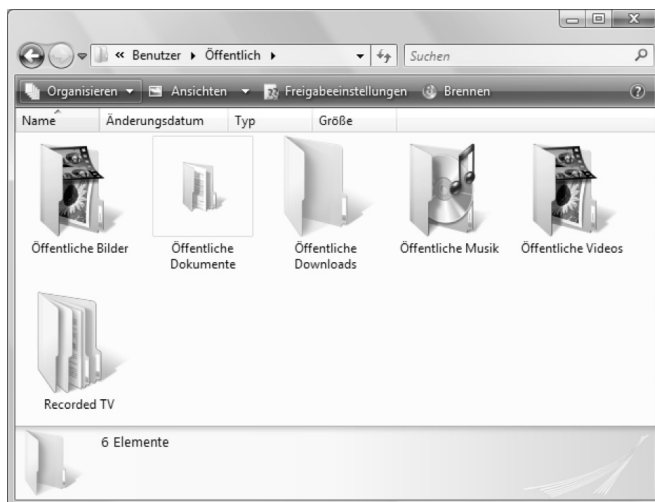 « Benutzer Öffentlich
Suchen
Organisieren Ansichten Freigabeeinstellungen Brennen
Name Änderungsdatum Typ Größe
Öffentliche Bilder
Öffentliche
Dokumente
Öffentliche
Downloads
Öffentliche Musik
Öffentliche Videos
Recorded TV
6 Elemente